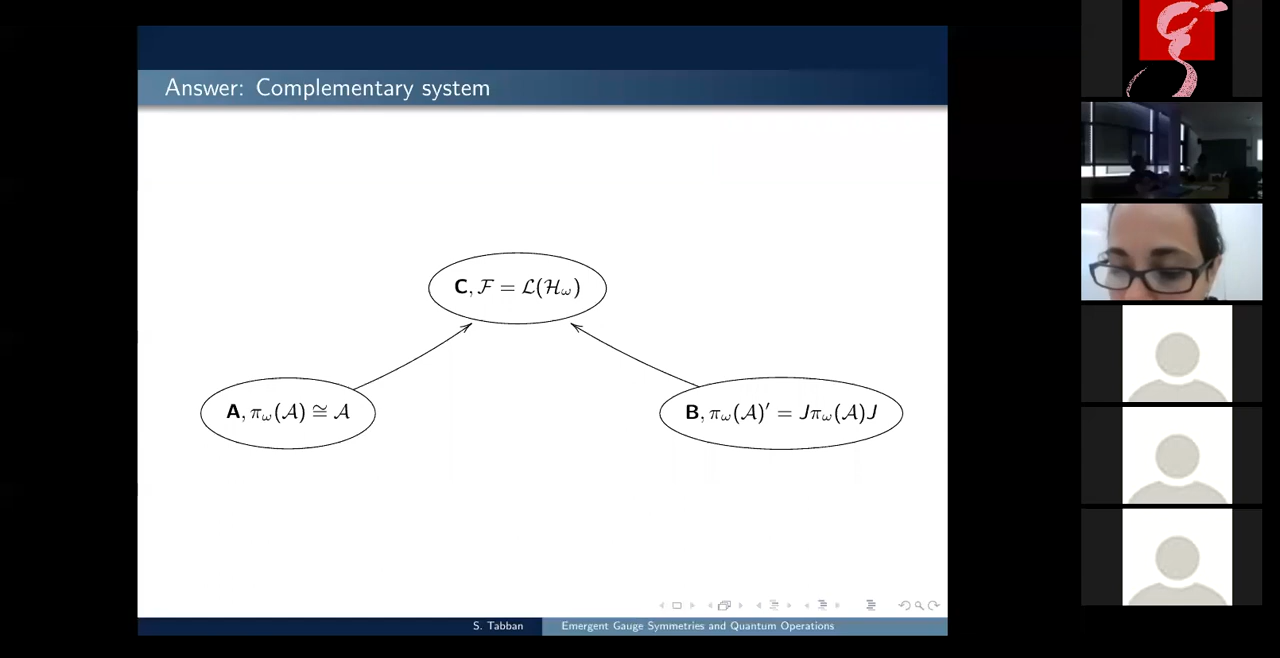 Answer: Complementary system
C, ℱ = ℒ(ℋ_ω)
A, π_ω(𝒜) ≅ 𝒜
B, π_ω(𝒜)′ = Jπ_ω(𝒜)J
S. Tabban
Emergent Gauge Symmetries and Quantum Operations